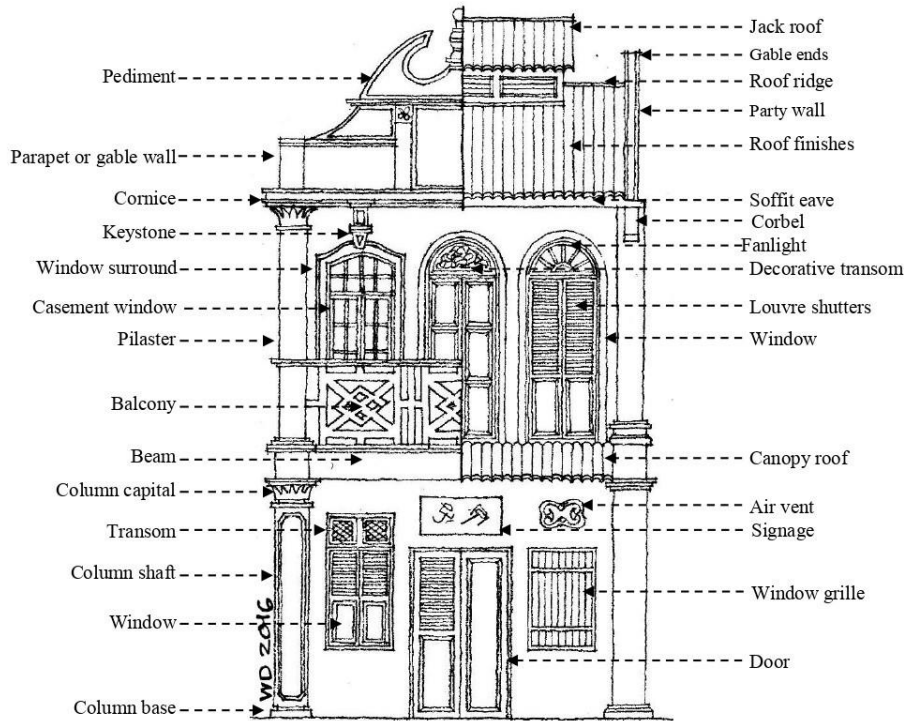 Jack roof
Gable ends
Pediment
Roof ridge
Party wall
Roof finishes
Parapet or gable wall
Cornice
Soffit eave
Corbel
Keystone
Fanlight
Window surround
Decorative transom
Casement window
Louvre shutters
Pilaster
Window
Balcony
Beam
Canopy roof
Column capital
Air vent
Transom
Signage
Column shaft
Window grille
Window
WD 2016
Door
Column base